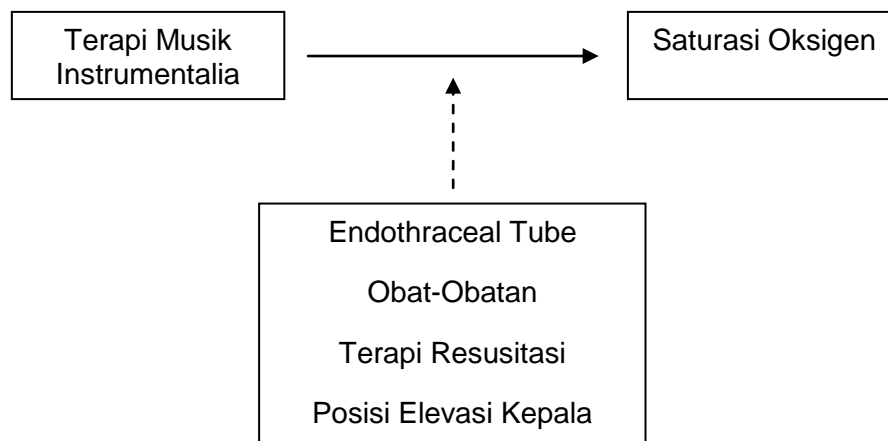 Terapi Musik
Instrumentalia
Saturasi Oksigen
Endothraceal Tube
Obat-Obatan
Terapi Resusitasi
Posisi Elevasi Kepala